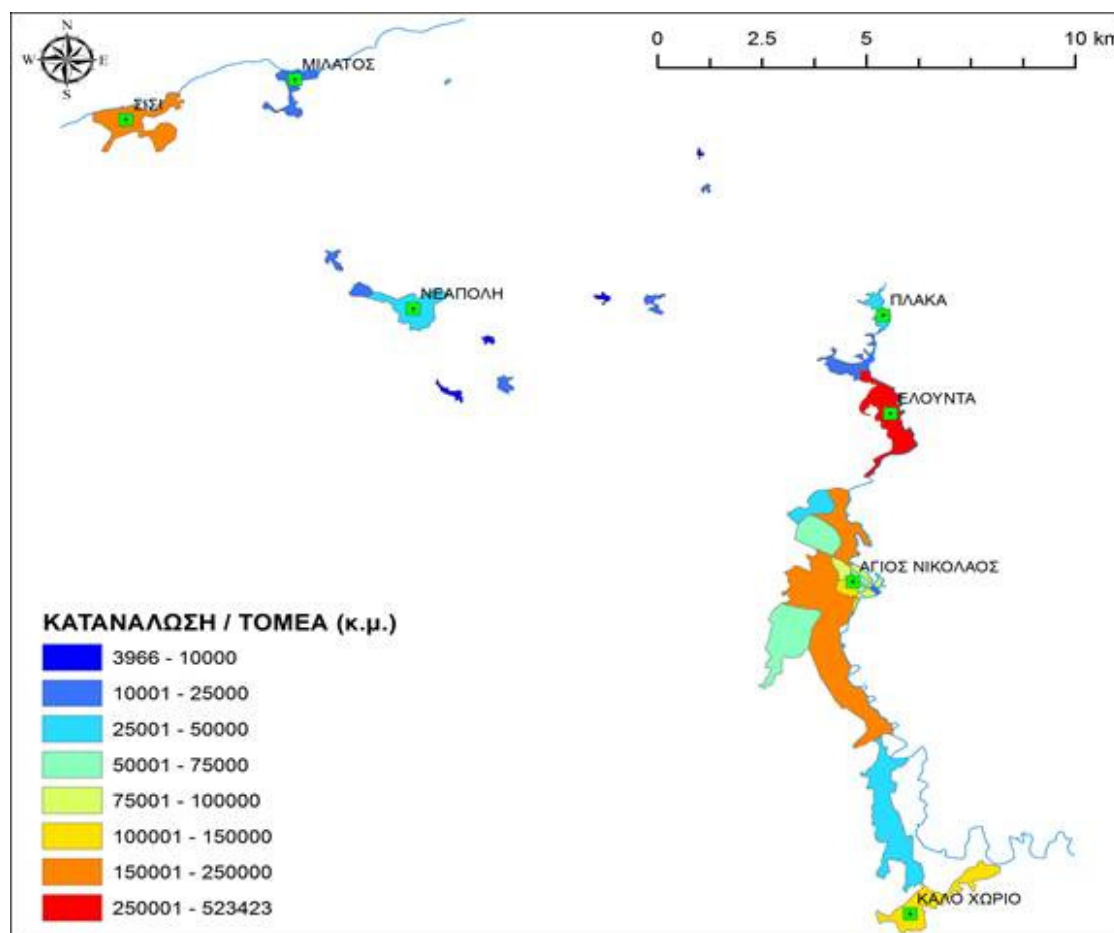 N
W E
S
0 2.5 5 10 km
ΜΙΛΑΤΟΣ
ΣΙΣΙ
ΝΕΑΠΟΛΗ
ΠΛΑΚΑ
ΕΛΟΥΝΤΑ
ΑΓΙΟΣ ΝΙΚΟΛΑΟΣ
ΚΑΤΑΝΑΛΩΣΗ / ΤΟΜΕΑ (κ.μ.)
3966 - 10000
10001 - 25000
25001 - 50000
50001 - 75000
75001 - 100000
100001 - 150000
150001 - 250000
250001 - 523423
ΚΑΛΟ ΧΩΡΙΟ